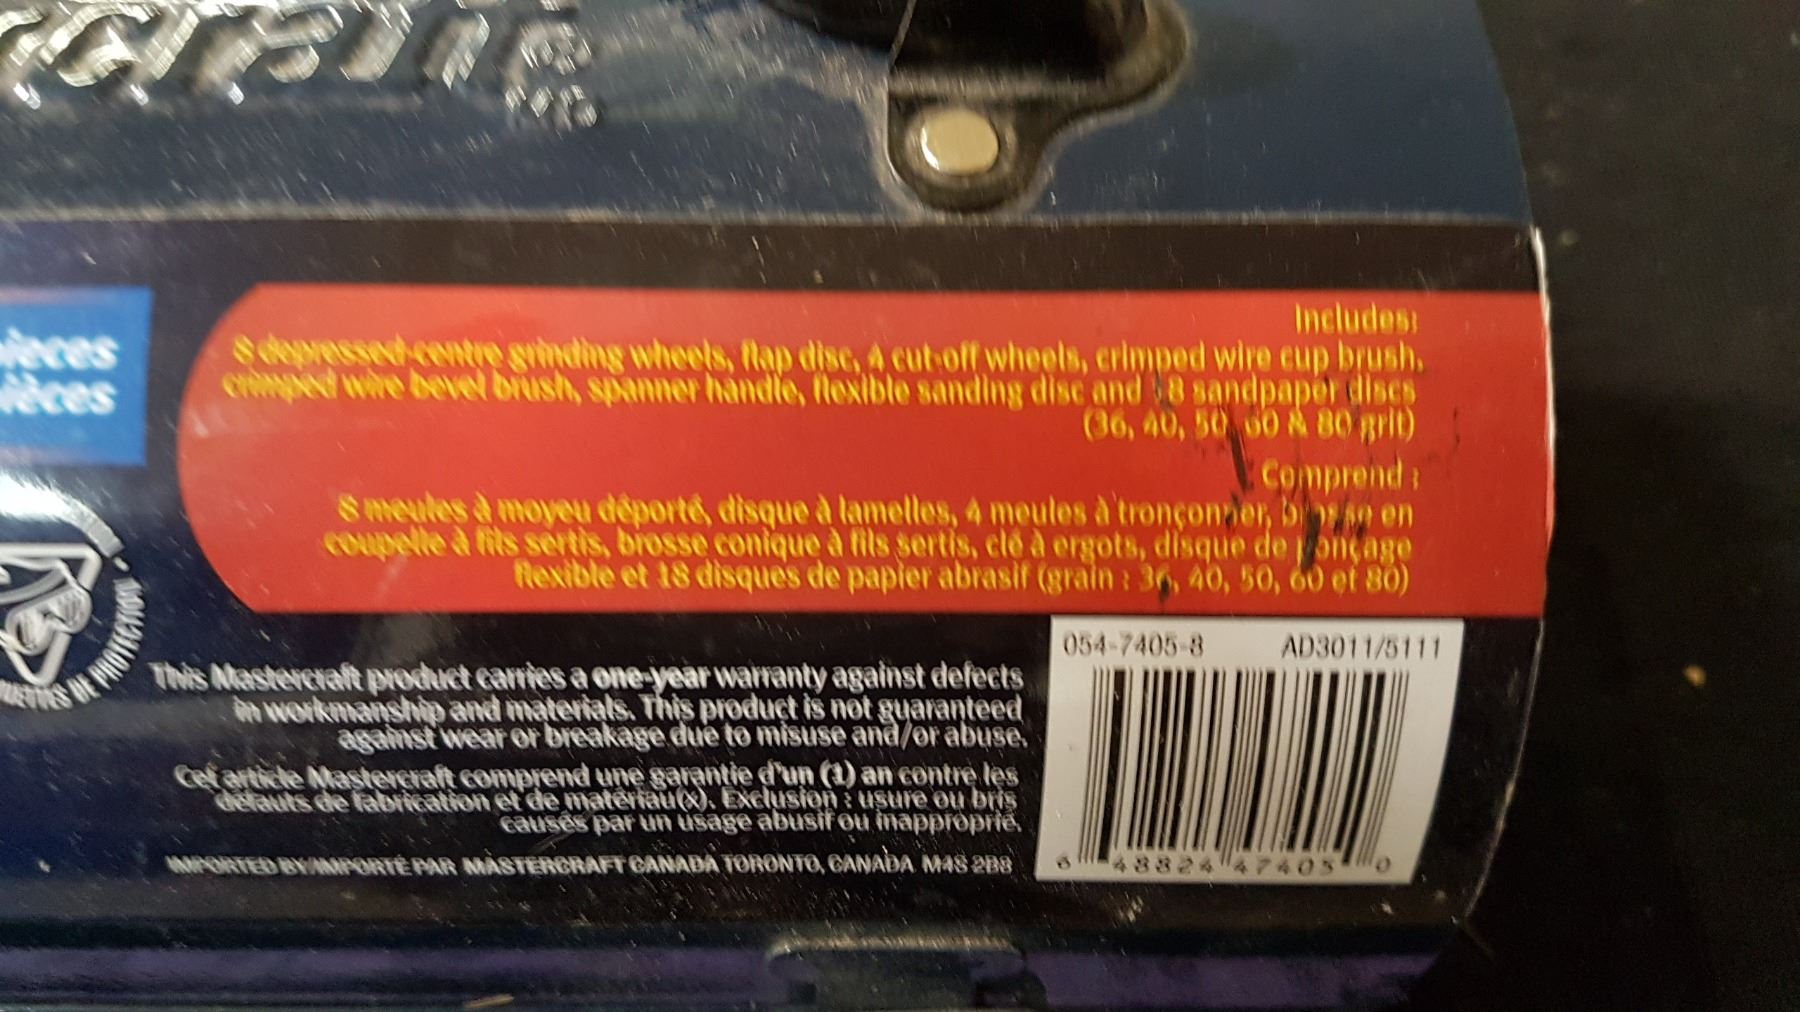 ièces
ièces
Includes:
8 depressed-centre grinding wheels, flap disc, 4 cut-off wheels, crimped wire cup brush,
crimped wire bevel brush, spanner handle, flexible sanding disc and 18 sandpaper discs
(36, 40, 50, 60 & 80 grit)
Comprend :
8 meules à moyeu déporté, disque à lamelles, 4 meules à tronçonner, brosse en
coupelle à fils sertis, brosse conique à fils sertis, clé à ergots, disque de ponçage
flexible et 18 disques de papier abrasif (grain : 36, 40, 50, 60 et 80)
DE PROTECTION
This Mastercraft product carries a one-year warranty against defects
in workmanship and materials. This product is not guaranteed
against wear or breakage due to misuse and/or abuse.
Cet article Mastercraft comprend une garantie d'un (1) an contre les
défauts de fabrication et de matériau(x). Exclusion : usure ou bris
causés par un usage abusif ou inapproprié.
IMPORTED BY/IMPORTÉ PAR MASTERCRAFT CANADA TORONTO, CANADA M4S 2B8
054-7405-8 AD3011/5111
6 48824 47405 0